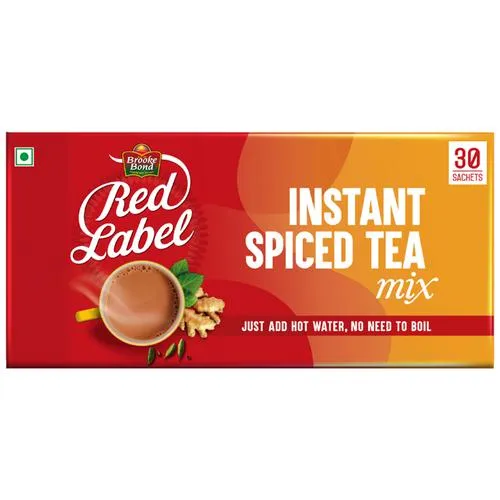 Brooke
Bond
Red
Label
INSTANT
SPICED TEA
mix
JUST ADD HOT WATER, NO NEED TO BOIL
30
SACHETS